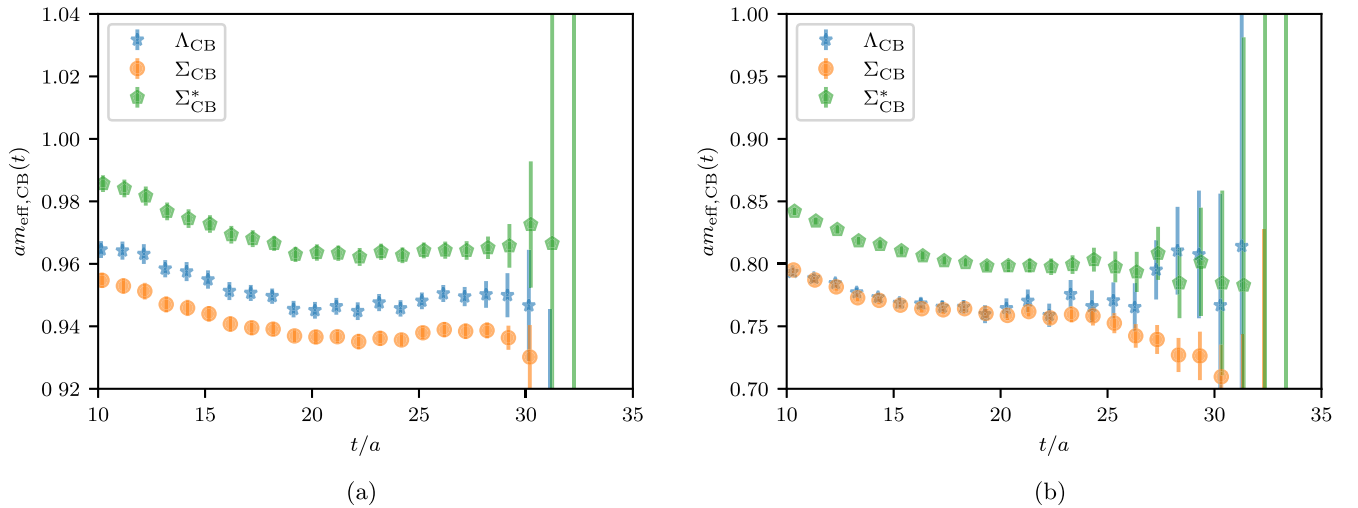 1.04
1.02
1.00
0.98
0.96
0.94
0 92
10 15 20 25 30 35
t/a
am_eff,CB(t)
Λ_CB
Σ_CB
Σ*_CB
(a)
1.00
0.95
0.90
0.85
0.80
0.75
0.70
10 15 20 25 30 35
t/a
am_eff,CB(t)
Λ_CB
Σ_CB
Σ*_CB
(b)